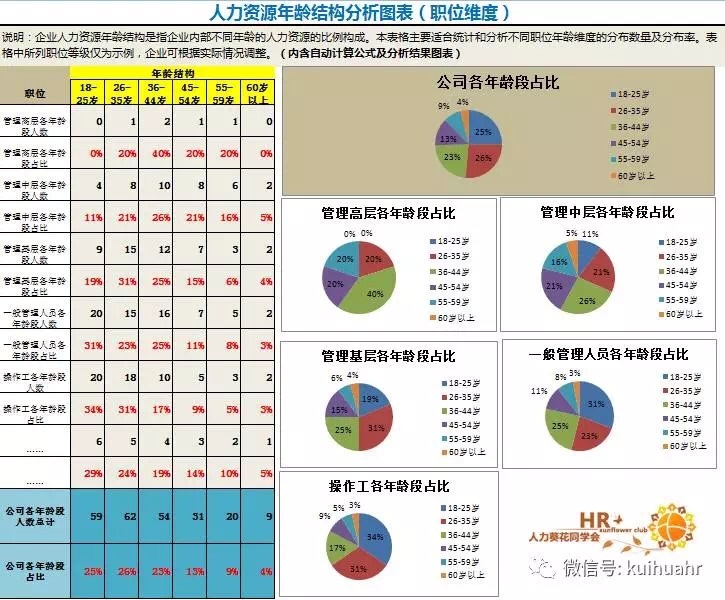 人力资源年龄结构分析图表（职位维度）
说明：企业人力资源年龄结构是指企业内部不同年龄的人力资源的比例构成。本表格主要适合统计和分析不同职位年龄维度的分布数量及分布率。表
格中所列职位等级仅为示例，企业可根据实际情况调整。（内含自动计算公式及分析结果图表）
职位
年龄结构
18-25岁 26-35岁 36-44岁 45-54岁 55-59岁 60岁以上
管理高层各年龄段人数 0 1 2 1 1 0
管理高层各年龄段占比 0% 20% 40% 20% 20% 0%
管理中层各年龄段人数 4 8 10 8 6 2
管理中层各年龄段占比 11% 21% 26% 21% 16% 5%
管理基层各年龄段人数 9 15 12 7 3 2
管理基层各年龄段占比 19% 31% 25% 15% 6% 4%
一般管理人员各年龄段人数 20 15 16 7 5 2
一般管理人员各年龄段占比 31% 23% 25% 11% 8% 3%
操作工各年龄段人数 20 18 10 5 3 2
操作工各年龄段占比 34% 31% 17% 9% 5% 3%
…… 6 5 4 3 2 1
…… 29% 24% 19% 14% 10% 5%
公司各年龄段人数总计 59 62 54 31 20 9
公司各年龄段占比 25% 26% 23% 13% 9% 4%
公司各年龄段占比
25%
26%
23%
13%
9%
4%
18-25岁
26-35岁
36-44岁
45-54岁
55-59岁
60岁以上
管理高层各年龄段占比
0% 0%
20%
40%
20%
20%
18-25岁
26-35岁
36-44岁
45-54岁
55-59岁
60岁以上
管理中层各年龄段占比
5% 11%
21%
26%
21%
16%
18-25岁
26-35岁
36-44岁
45-54岁
55-59岁
60岁以上
管理基层各年龄段占比
6% 4%
19%
31%
25%
15%
18-25岁
26-35岁
36-44岁
45-54岁
55-59岁
60岁以上
一般管理人员各年龄段占比
8% 3%
31%
23%
25%
11%
18-25岁
26-35岁
36-44岁
45-54岁
55-59岁
60岁以上
操作工各年龄段占比
5% 3%
34%
31%
17%
9%
18-25岁
26-35岁
36-44岁
45-54岁
55-59岁
60岁以上
HR+
sunflower club
人力葵花同学会
微信号: kuihuahr